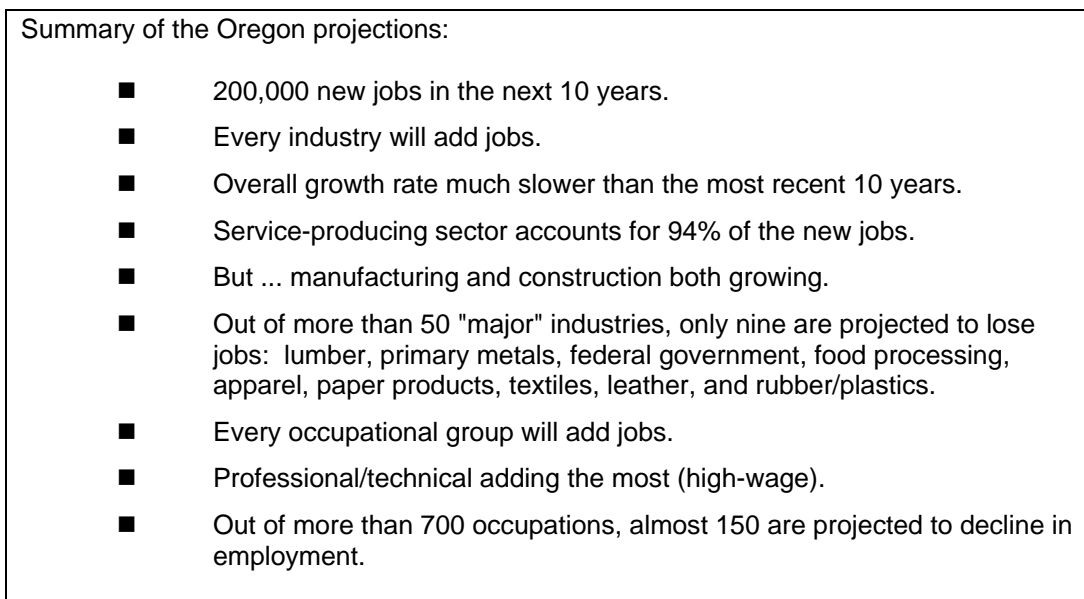 Summary of the Oregon projections:
■ 200,000 new jobs in the next 10 years.
■ Every industry will add jobs.
■ Overall growth rate much slower than the most recent 10 years.
■ Service-producing sector accounts for 94% of the new jobs.
■ But ... manufacturing and construction both growing.
■ Out of more than 50 "major" industries, only nine are projected to lose
jobs:  lumber, primary metals, federal government, food processing,
apparel, paper products, textiles, leather, and rubber/plastics.
■ Every occupational group will add jobs.
■ Professional/technical adding the most (high-wage).
■ Out of more than 700 occupations, almost 150 are projected to decline in
employment.